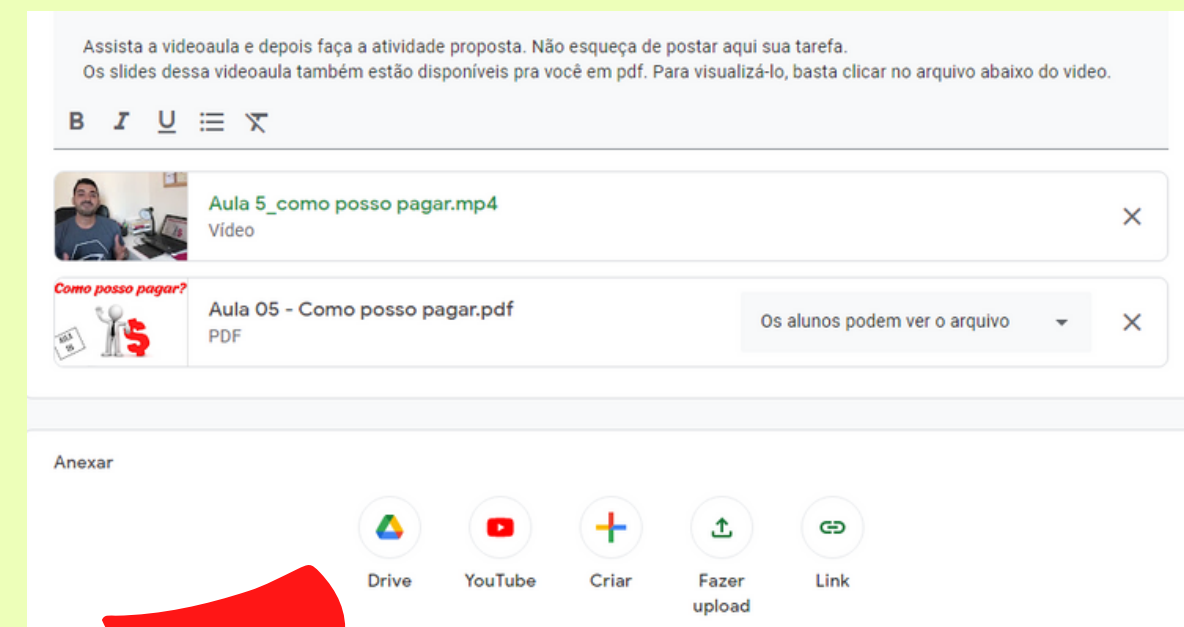 Assista a videoaula e depois faça a atividade proposta. Não esqueça de postar aqui sua tarefa.
Os slides dessa videoaula também estão disponíveis pra você em pdf. Para visualizá-lo, basta clicar no arquivo abaixo do video.
B I U
Aula 5_como posso pagar.mp4
Vídeo
Como posso pagar?
AULA
05
Aula 05 - Como posso pagar.pdf
PDF
Os alunos podem ver o arquivo
Anexar
Drive
YouTube
Criar
Fazer
upload
Link